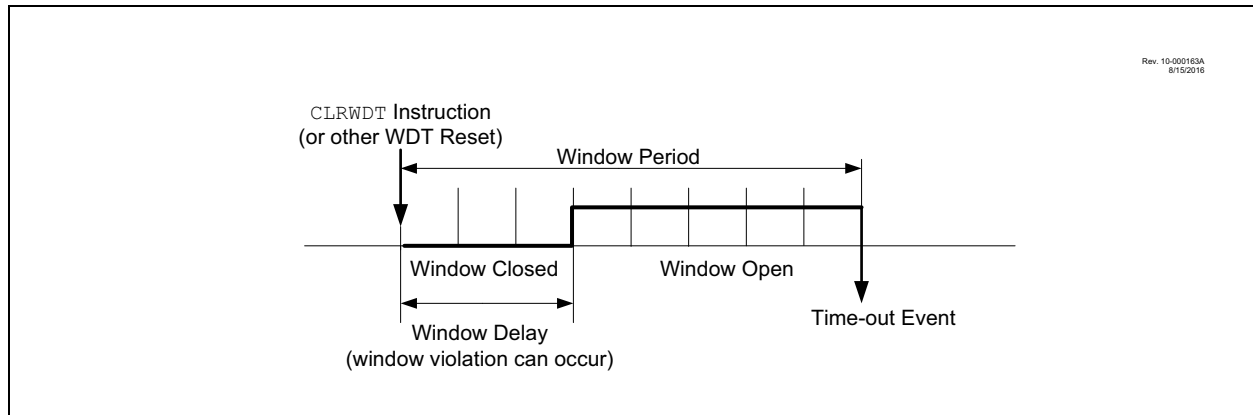 Rev. 10-000163A
8/15/2016
CLRWDT Instruction
(or other WDT Reset)
Window Period
Window Closed
Window Open
Window Delay
(window violation can occur)
Time-out Event